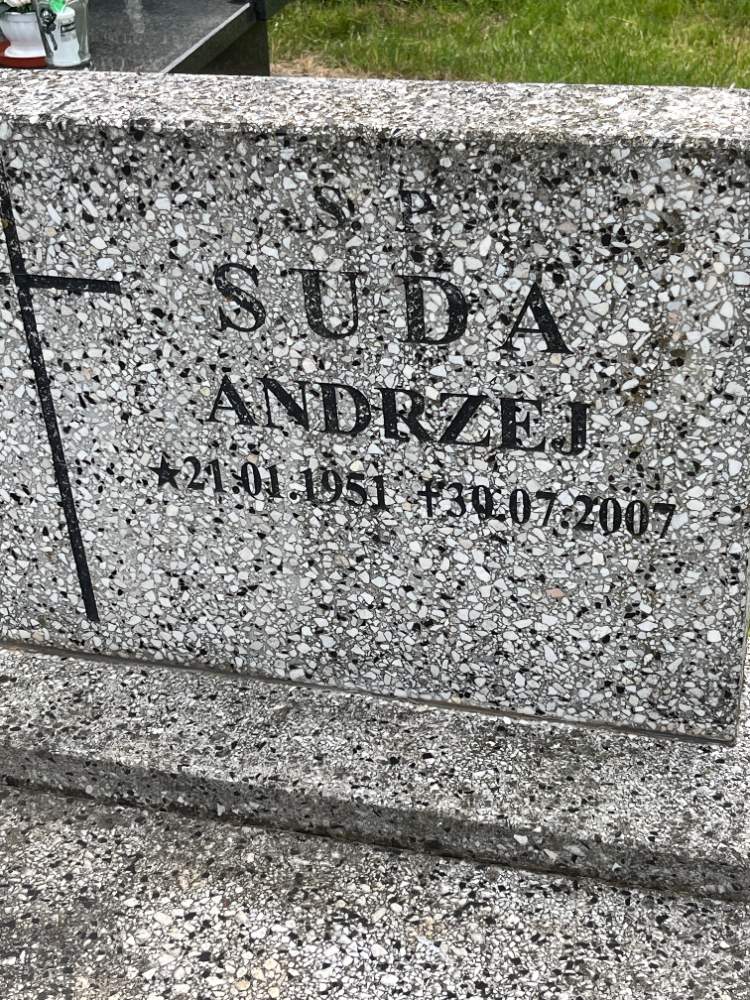 Ś P
SUDA
ANDRZEJ
★21.01.1951 †30.07.2007